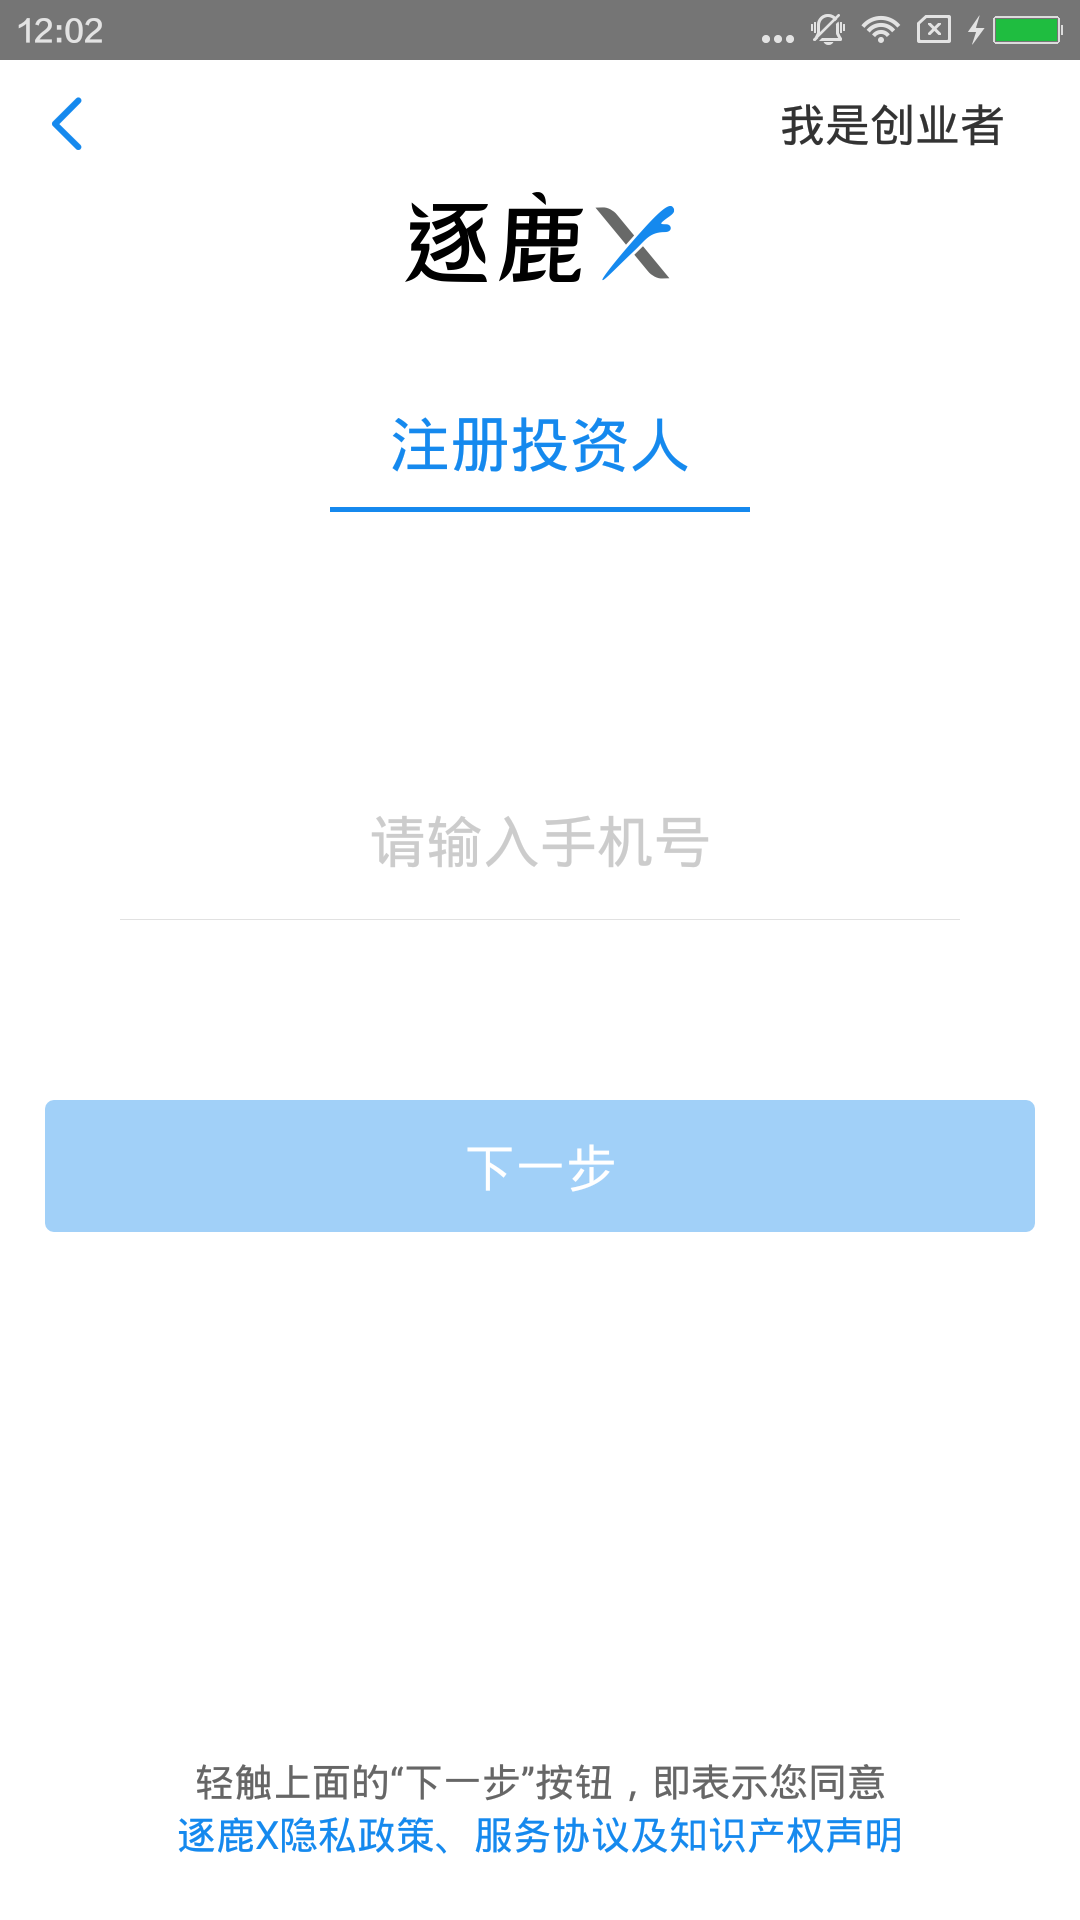 12:02
我是创业者
逐鹿X
注册投资人
请输入手机号
下一步
轻触上面的“下一步”按钮，即表示您同意
逐鹿X隐私政策、服务协议及知识产权声明